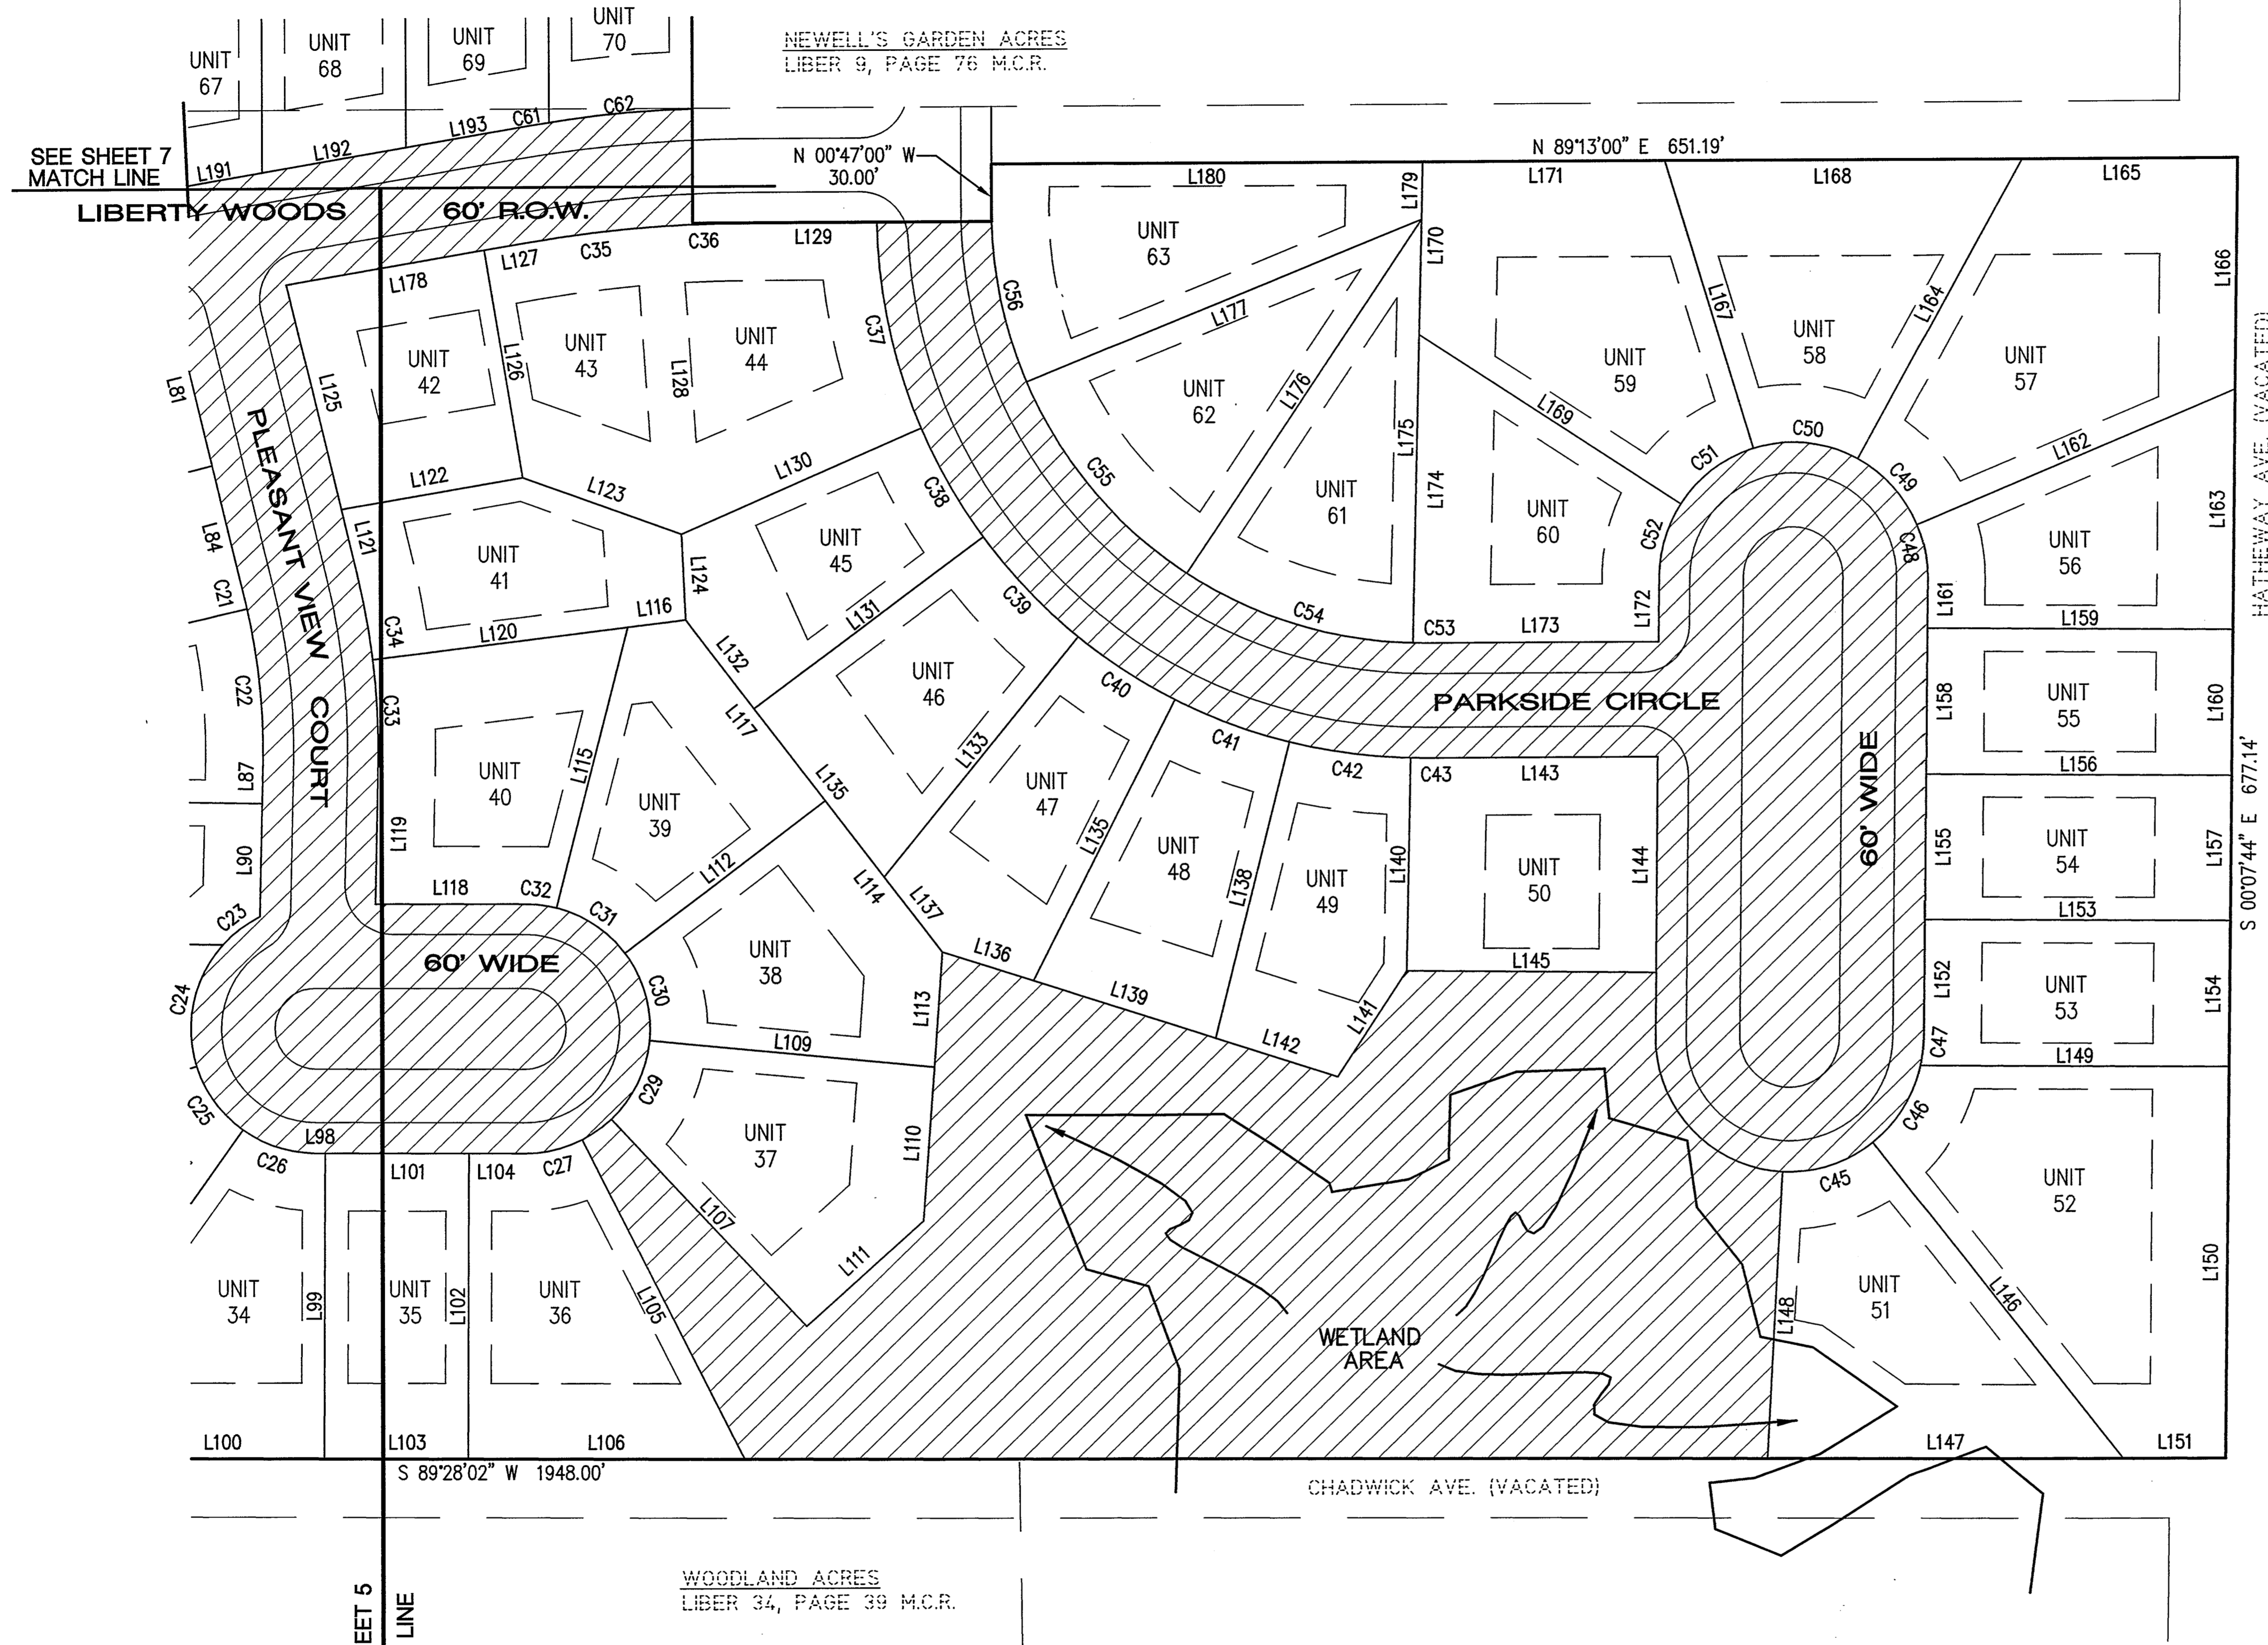 UNIT
67
UNIT
68
UNIT
69
UNIT
70
NEWELL'S GARDEN ACRES
LIBER 9, PAGE 76 M.C.R.
L191
L192
L193
C61
C62
SEE SHEET 7
MATCH LINE
N 00°47'00" W
30.00'
N 89°13'00" E 651.19'
LIBERTY WOODS 60' R.O.W.
L180
L179
L171
L168
L165
L178
L127
C35
C36
L129
UNIT
63
L170
L166
L81
L125
UNIT
42
L126
UNIT
43
L128
UNIT
44
C37
C56
L177
UNIT
62
L176
L175
L169
UNIT
59
L167
UNIT
58
L164
UNIT
57
HATHEWAY AVE. (VACATED)
PLEASANT VIEW COURT
L122
L123
L130
C38
C55
C51
C50
C49
L162
L84
C21
L121
UNIT
41
L124
UNIT
45
L131
C39
UNIT
61
L174
UNIT
60
C52
C48
UNIT
56
L163
C34
L120
L116
C54
C53
L173
L172
L161
L159
C22
C33
L132
L117
UNIT
46
C40
PARKSIDE CIRCLE
L158
UNIT
55
L160
L87
UNIT
40
L115
UNIT
39
L135
L133
UNIT
47
C41
C42
C43
L143
60' WIDE
L156
S 00°07'44" E 677.14'
L90
L119
L118
C32
C31
L112
L114
L137
L135
UNIT
48
L138
UNIT
49
L140
UNIT
50
L144
L155
UNIT
54
L157
L153
C23
60' WIDE
UNIT
38
L136
L145
C24
C30
L113
L139
L141
L142
L152
UNIT
53
L154
C47
L149
L109
C25
C29
L98
C26
L101
L104
C27
UNIT
37
L110
L107
L111
C46
C45
UNIT
52
L150
UNIT
34
L99
UNIT
35
L102
UNIT
36
L105
WETLAND
AREA
L148
UNIT
51
L146
L100
L103
L106
L147
L151
S 89°28'02" W 1948.00'
CHADWICK AVE. (VACATED)
WOODLAND ACRES
LIBER 34, PAGE 39 M.C.R.
EET 5
LINE